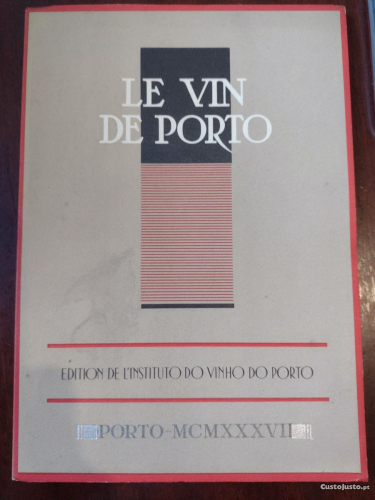 LE VIN
DE PORTO
EDITION DE L'INSTITUTO DO VINHO DO PORTO
PORTO-MCMXXXVII
CustoJusto.pt